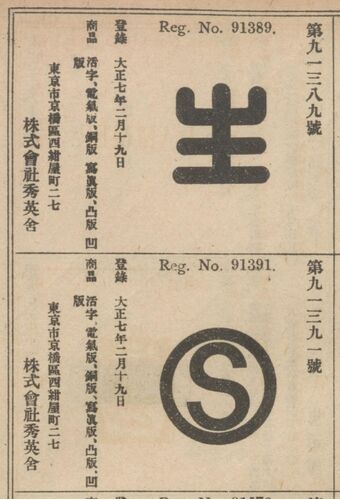 第九一三八九號
Reg. No. 91389.
登錄 大正七年二月十九日
商品 活字、電氣版、銅版、寫眞版、凸版、凹版
東京市京橋區西紺屋町二七
株式會社秀英舍
第九一三九一號
Reg. No. 91391.
S
登錄 大正七年二月十九日
商品 活字、電氣版、銅版、寫眞版、凸版、凹版
東京市京橋區西紺屋町二七
株式會社秀英舍